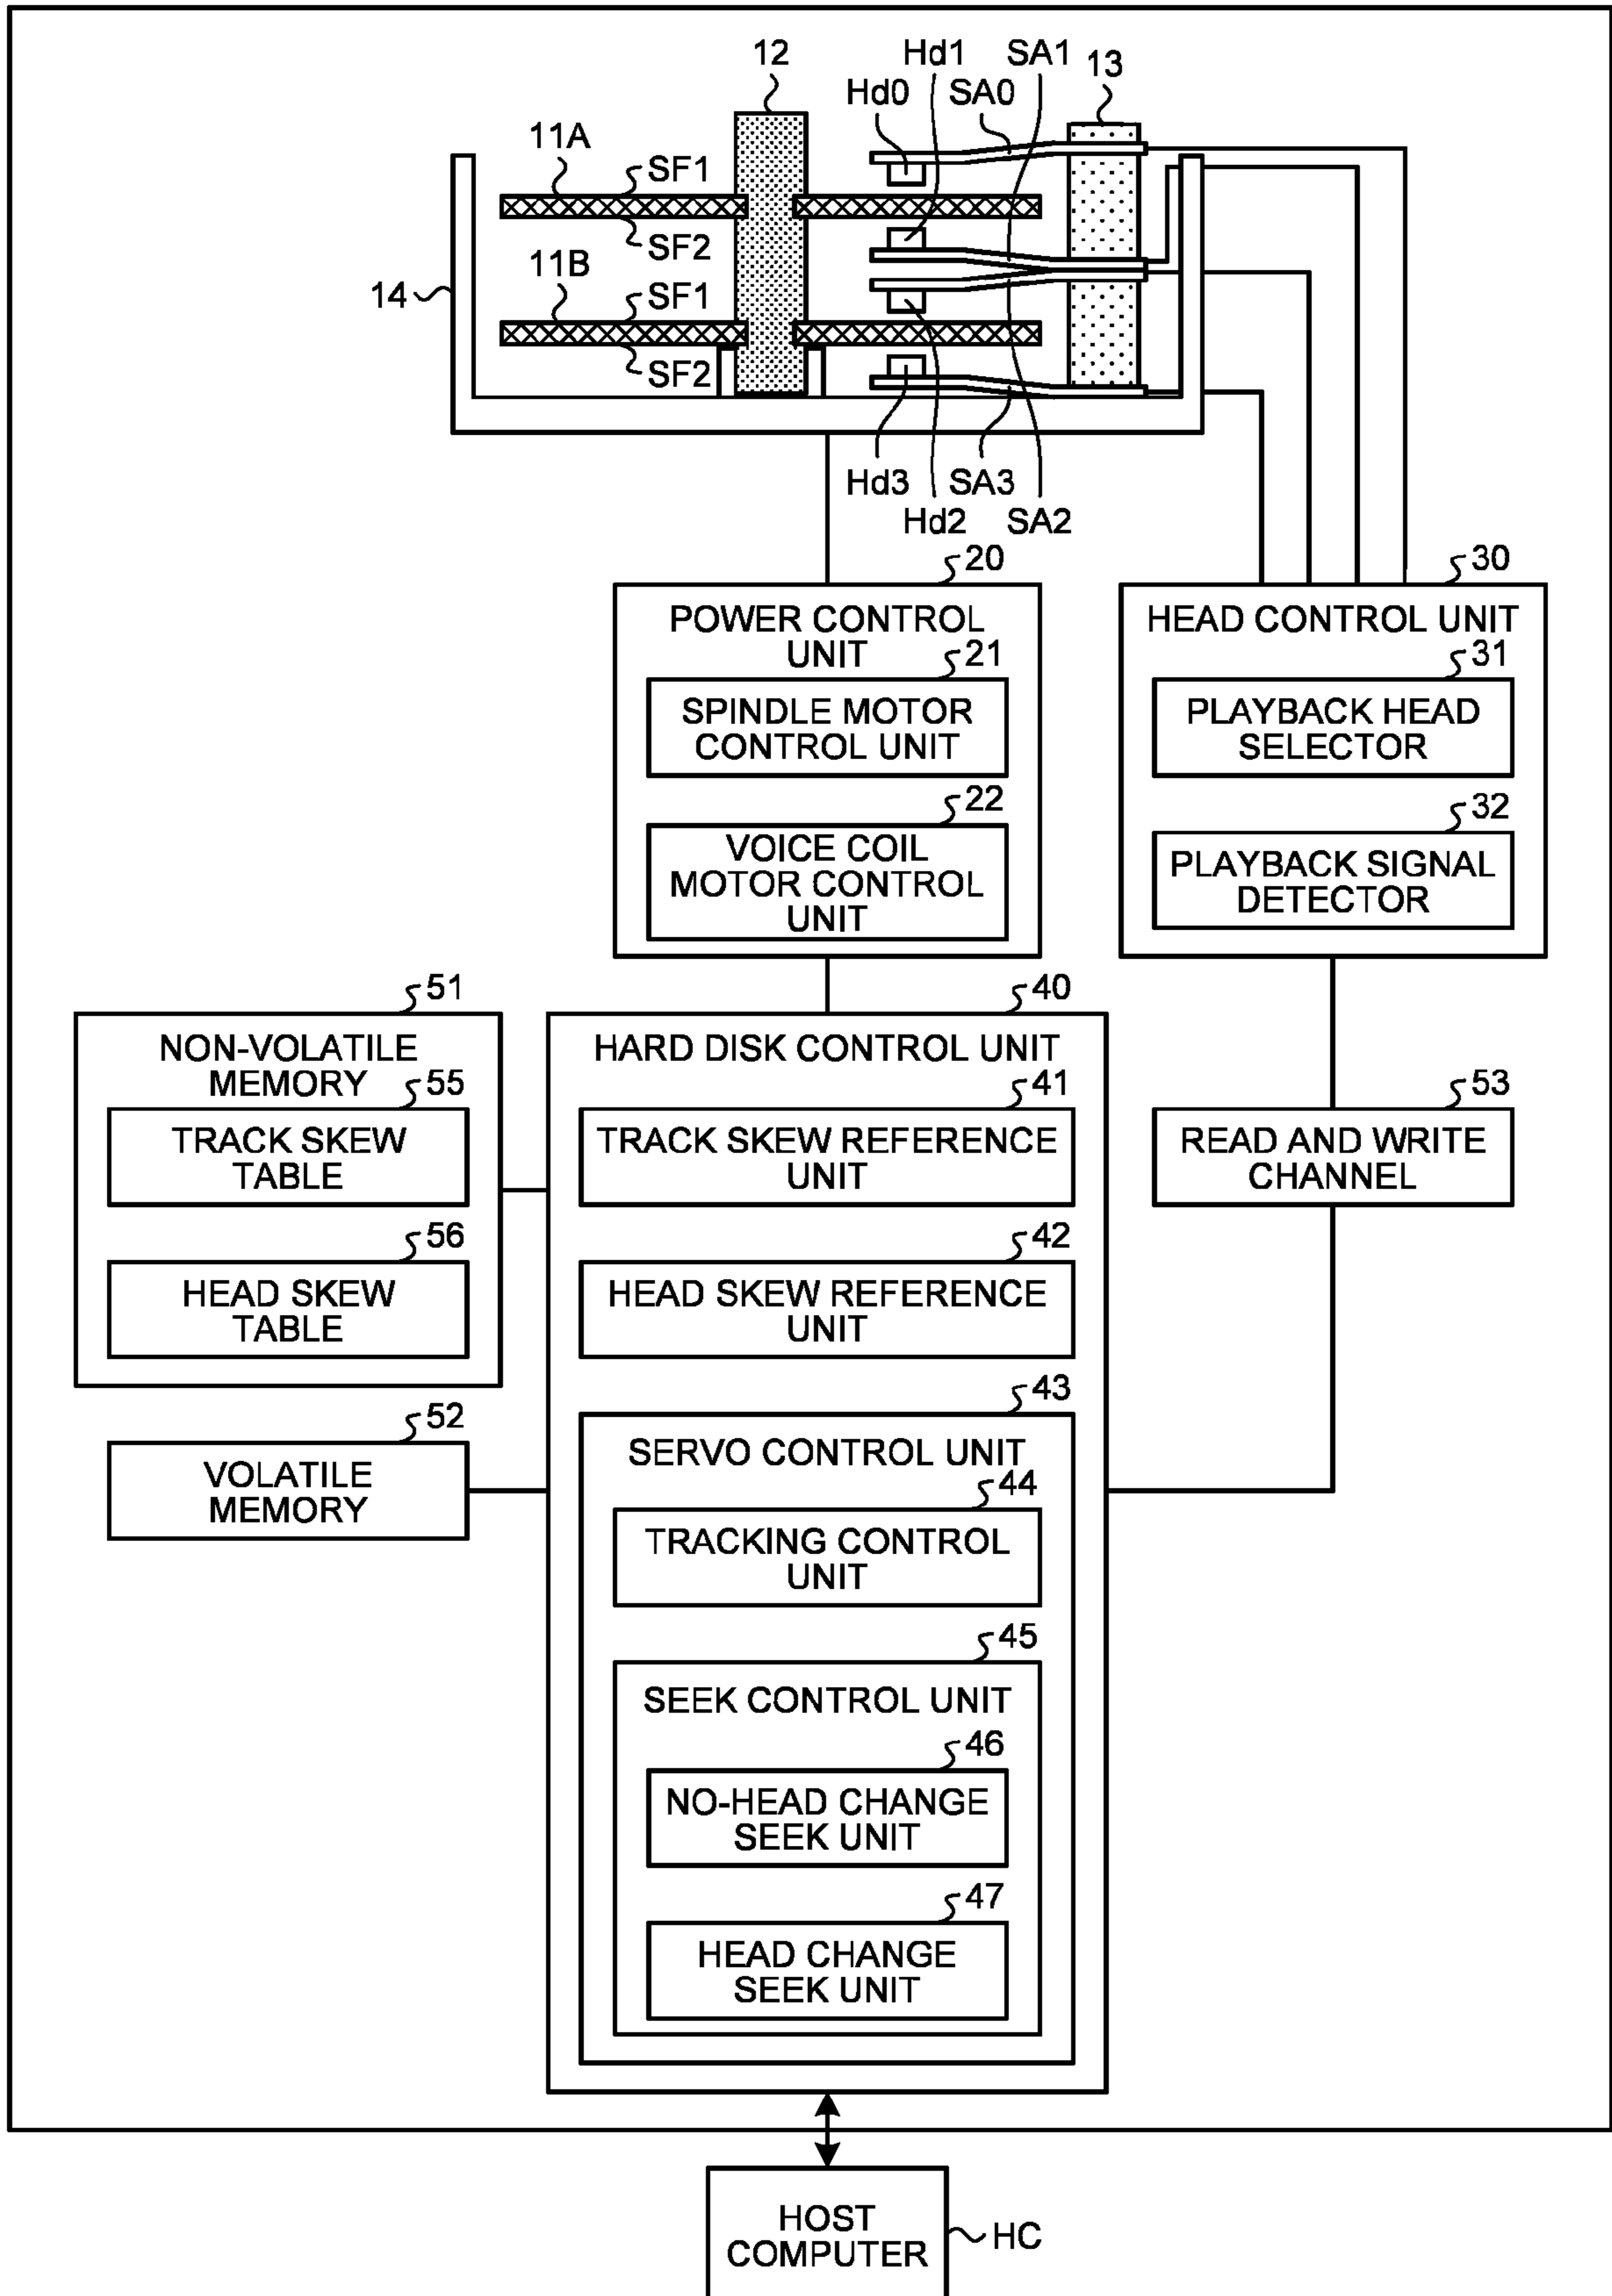 12
Hd1
SA1
13
Hd0
SA0
11A
SF1
SF2
11B
14
SF1
SF2
Hd3
SA3
Hd2
SA2
20
30
POWER CONTROL
UNIT
HEAD CONTROL UNIT
21
31
SPINDLE MOTOR
CONTROL UNIT
PLAYBACK HEAD
SELECTOR
22
32
VOICE COIL
MOTOR CONTROL
UNIT
PLAYBACK SIGNAL
DETECTOR
51
40
NON-VOLATILE
MEMORY
HARD DISK CONTROL UNIT
55
41
53
TRACK SKEW
TABLE
TRACK SKEW REFERENCE
UNIT
READ AND WRITE
CHANNEL
56
42
HEAD SKEW
TABLE
HEAD SKEW REFERENCE
UNIT
52
43
VOLATILE
MEMORY
SERVO CONTROL UNIT
44
TRACKING CONTROL
UNIT
45
SEEK CONTROL UNIT
46
NO-HEAD CHANGE
SEEK UNIT
47
HEAD CHANGE
SEEK UNIT
HOST
COMPUTER
HC